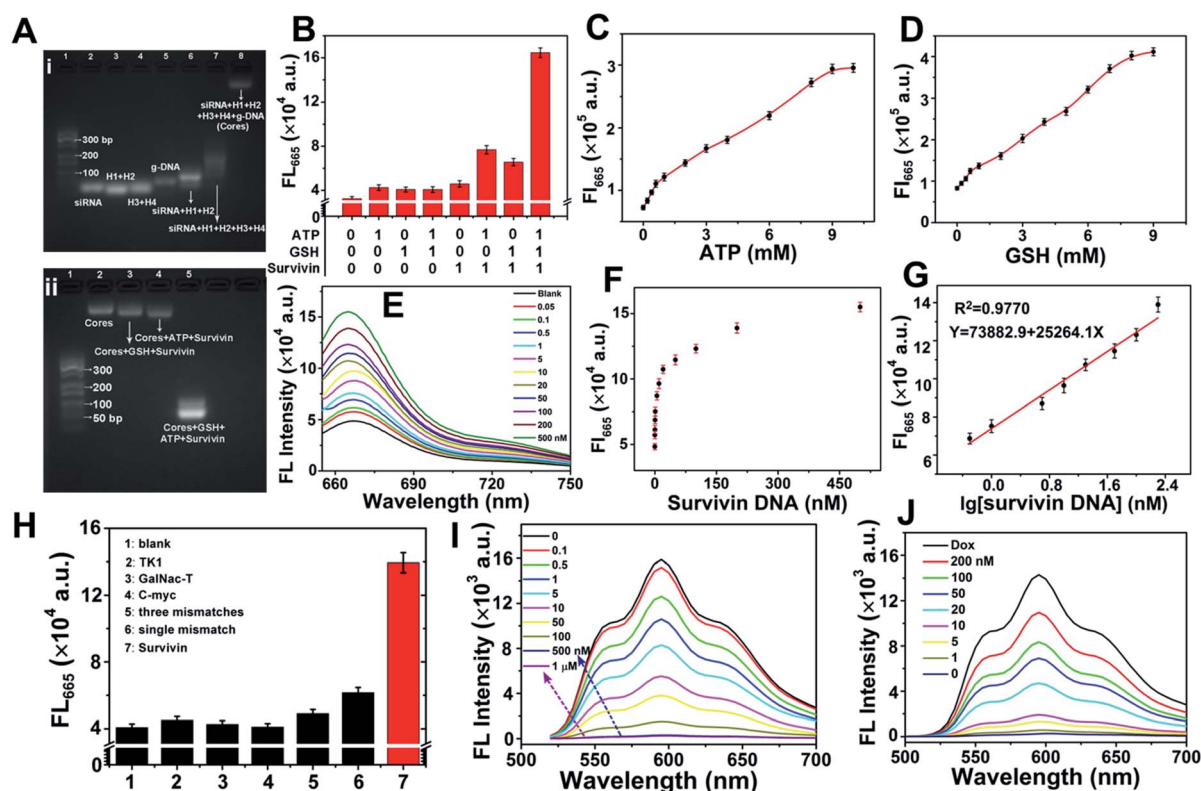 A
i
1 2 3 4 5 6 7 8
siRNA+H1+H2
+H3+H4+g-DNA
(Cores)
300 bp
200
100
g-DNA
H1+H2
siRNA
H3+H4
siRNA+H1+H2
siRNA+H1+H2+H3+H4
ii
1 2 3 4 5
Cores
Cores+ATP+Survivin
Cores+GSH+Survivin
300
200
100
50 bp
Cores+GSH+
ATP+Survivin
B
FL665 (×10⁴ a.u.)
16
12
8
4
0
ATP 0 1 0 1 0 1 0 1
GSH 0 0 1 1 0 0 1 1
Survivin 0 0 0 0 1 1 1 1
C
FI665 (×10⁵ a.u.)
3
2
1
0
0 3 6 9
ATP (mM)
D
FI665 (×10⁵ a.u.)
4
2
0
0 3 6 9
GSH (mM)
E
FL Intensity (×10⁴ a.u.)
15
10
5
0
660 690 720 750
Wavelength (nm)
Blank
0.05
0.1
0.5
1
5
10
20
50
100
200
500 nM
F
FI665 (×10⁴ a.u.)
15
10
5
0 150 300 450
Survivin DNA (nM)
G
R²=0.9770
Y=73882.9+25264.1X
FI665 (×10⁴ a.u.)
14
12
10
8
6
0.0 0.8 1.6 2.4
lg[survivin DNA] (nM)
H
FL665 (×10⁴ a.u.)
16
12
8
4
0
1: blank
2: TK1
3: GalNac-T
4: C-myc
5: three mismatches
6: single mismatch
7: Survivin
1 2 3 4 5 6 7
I
FL Intensity (×10³ a.u.)
16
12
8
4
0
0
0.1
0.5
1
5
10
50
100
500 nM
1 μM
500 550 600 650 700
Wavelength (nm)
J
FL Intensity (×10³ a.u.)
16
12
8
4
0
Dox
200 nM
100
50
20
10
5
1
0
500 550 600 650 700
Wavelength (nm)